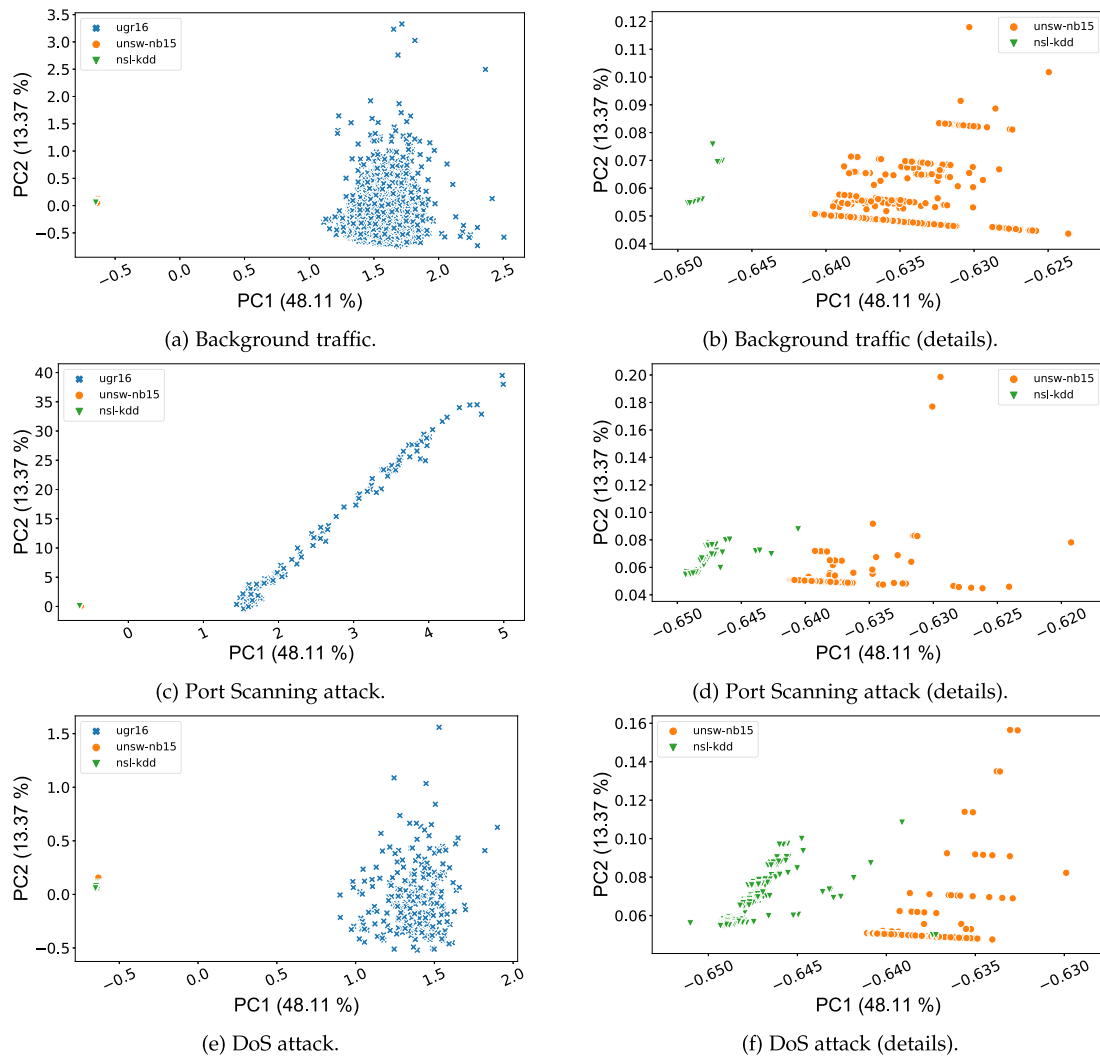 3.5
3.0
2.5
2.0
1.5
1.0
0.5
0.0
−0.5
PC2 (13.37 %)
ugr16
unsw-nb15
nsl-kdd
−0.5
0.0
0.5
1.0
1.5
2.0
2.5
PC1 (48.11 %)
(a) Background traffic.
0.12
0.11
0.10
0.09
0.08
0.07
0.06
0.05
0.04
PC2 (13.37 %)
unsw-nb15
nsl-kdd
−0.650
−0.645
−0.640
−0.635
−0.630
−0.625
PC1 (48.11 %)
(b) Background traffic (details).
40
35
30
25
20
15
10
5
0
PC2 (13.37 %)
ugr16
unsw-nb15
nsl-kdd
0
1
2
3
4
5
PC1 (48.11 %)
(c) Port Scanning attack.
0.20
0.18
0.16
0.14
0.12
0.10
0.08
0.06
0.04
PC2 (13.37 %)
unsw-nb15
nsl-kdd
−0.650
−0.645
−0.640
−0.635
−0.630
−0.625
−0.620
PC1 (48.11 %)
(d) Port Scanning attack (details).
1.5
1.0
0.5
0.0
−0.5
PC2 (13.37 %)
ugr16
unsw-nb15
nsl-kdd
−0.5
0.0
0.5
1.0
1.5
2.0
PC1 (48.11 %)
(e) DoS attack.
0.16
0.14
0.12
0.10
0.08
0.06
PC2 (13.37 %)
unsw-nb15
nsl-kdd
−0.650
−0.645
−0.640
−0.635
−0.630
PC1 (48.11 %)
(f) DoS attack (details).